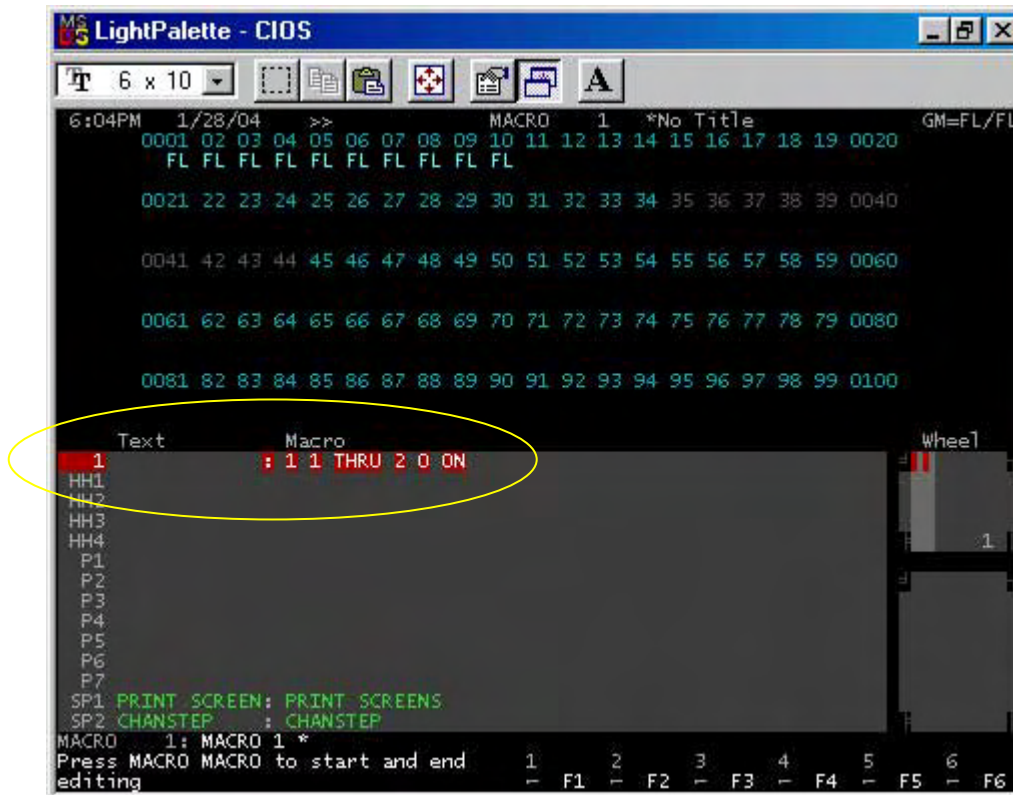 LightPalette - CIOS
6 x 10
A
6:04PM 1/28/04 >> MACRO 1 *No Title GM=FL/FL
0001 02 03 04 05 06 07 08 09 10 11 12 13 14 15 16 17 18 19 0020
FL FL FL FL FL FL FL FL FL FL
0021 22 23 24 25 26 27 28 29 30 31 32 33 34 35 36 37 38 39 0040
0041 42 43 44 45 46 47 48 49 50 51 52 53 54 55 56 57 58 59 0060
0061 62 63 64 65 66 67 68 69 70 71 72 73 74 75 76 77 78 79 0080
0081 82 83 84 85 86 87 88 89 90 91 92 93 94 95 96 97 98 99 0100
Text Macro Wheel
1 : 1 1 THRU 2 0 ON
HH1
HH2
HH3
HH4 1
P1
P2
P3
P4
P5
P6
P7
SP1 PRINT SCREEN: PRINT SCREENS
SP2 CHANSTEP : CHANSTEP
MACRO 1: MACRO 1 *
Press MACRO MACRO to start and end 1 2 3 4 5 6
editing F1 F2 F3 F4 F5 F6